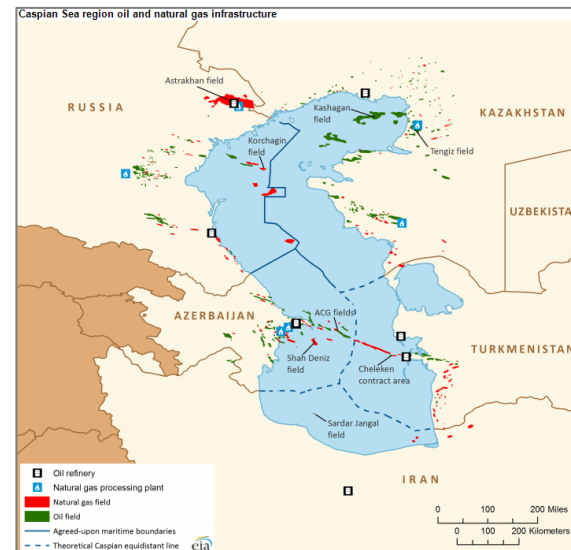 Caspian Sea region oil and natural gas infrastructure
Astrakhan field
RUSSIA
Kashagan
field
KAZAKHSTAN
Korchagin
field
Tengiz field
UZBEKISTA
AZERBAIJAN
ACG fields
Shah Deniz
field
Cheleken
contract area
TURKMENISTAN
Sardar Jangal
field
IRAN
Oil refinery
Natural gas processing plant
Natural gas field
Oil field
Agreed-upon maritime boundaries
Theoretical Caspian equidistant line
eia
0 100 200 Miles
0 100 200 Kilometers